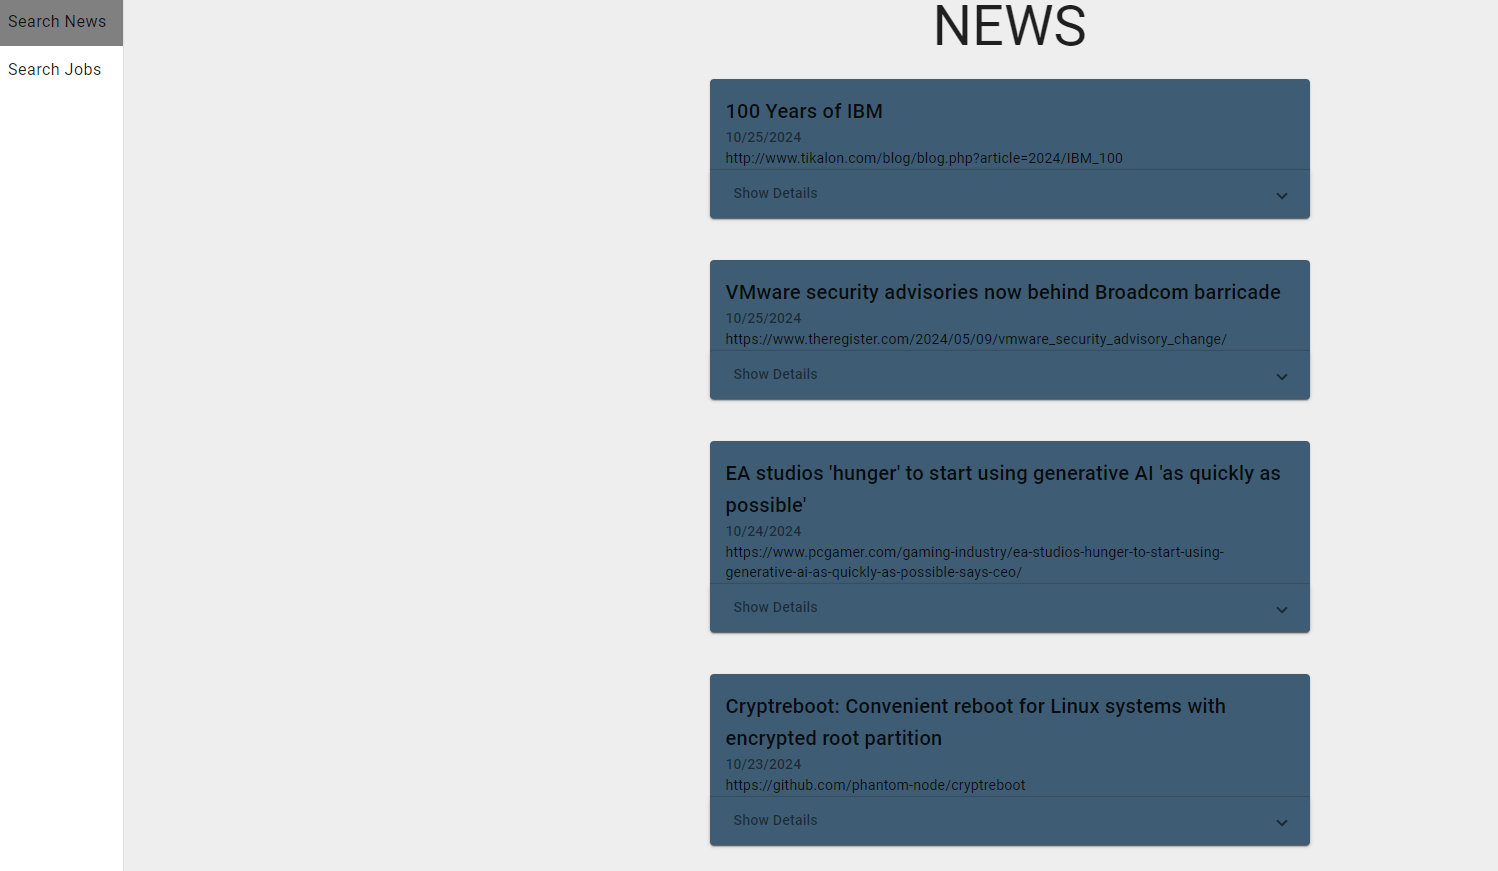 Search News
Search Jobs
NEWS
100 Years of IBM
10/25/2024
http://www.tikalon.com/blog/blog.php?article=2024/IBM_100
Show Details
VMware security advisories now behind Broadcom barricade
10/25/2024
https://www.theregister.com/2024/05/09/vmware_security_advisory_change/
Show Details
EA studios 'hunger' to start using generative AI 'as quickly as
possible'
10/24/2024
https://www.pcgamer.com/gaming-industry/ea-studios-hunger-to-start-using-
generative-ai-as-quickly-as-possible-says-ceo/
Show Details
Cryptreboot: Convenient reboot for Linux systems with
encrypted root partition
10/23/2024
https://github.com/phantom-node/cryptreboot
Show Details